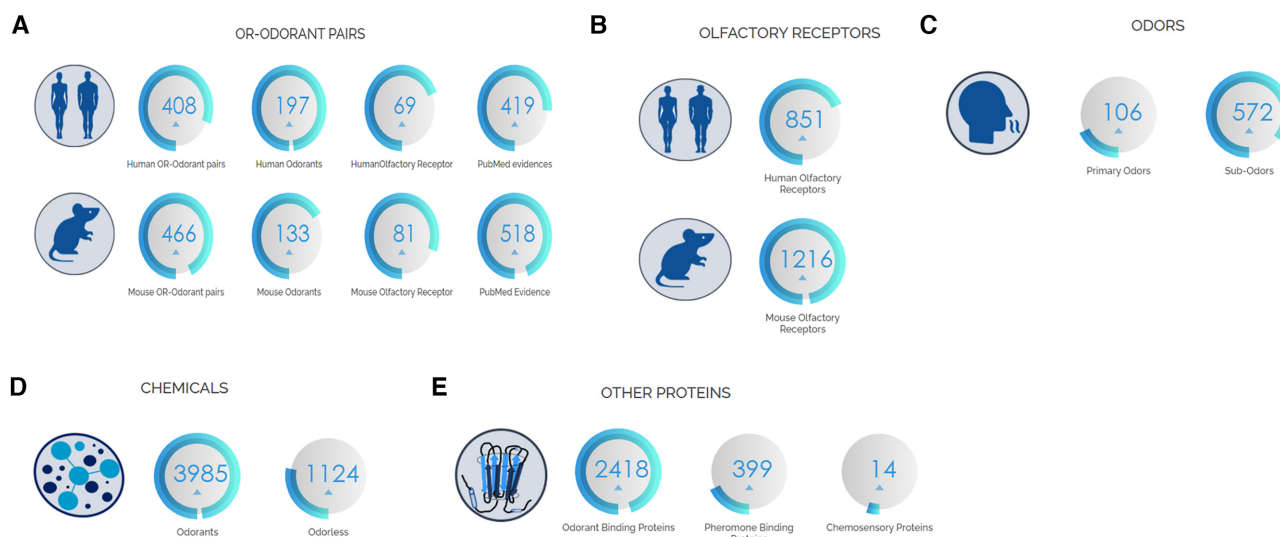 A
OR-ODORANT PAIRS
408
197
69
419
Human OR-Odorant pairs
Human Odorants
HumanOlfactory Receptor
PubMed evidences
466
133
81
518
Mouse OR-Odorant pairs
Mouse Odorants
Mouse Olfactory Receptor
PubMed Evidence
B
OLFACTORY RECEPTORS
851
Human Olfactory
Receptors
1216
Mouse Olfactory
Receptors
C
ODORS
106
572
Primary Odors
Sub-Odors
D
CHEMICALS
3985
1124
Odorants
Odorless
E
OTHER PROTEINS
2418
399
14
Odorant Binding Proteins
Pheromone Binding
Proteins
Chemosensory Proteins